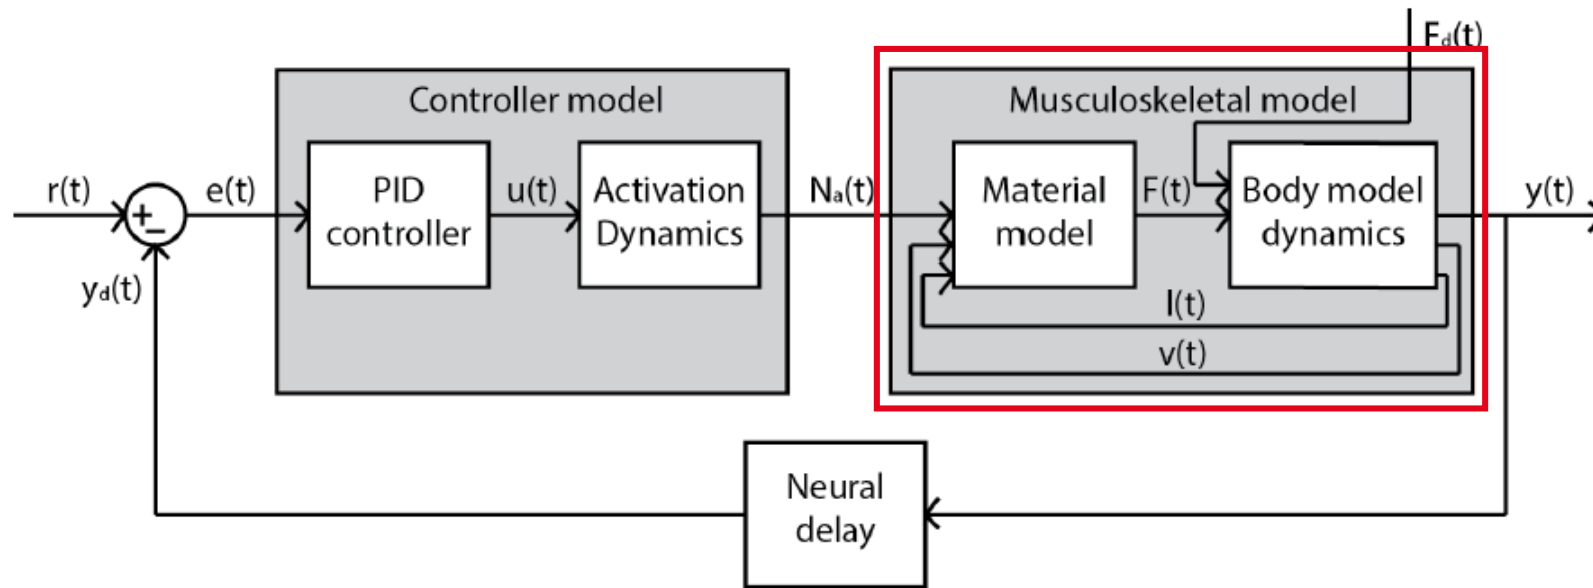 Fd(t)
Controller model
Musculoskeletal model
r(t)
+
−
e(t)
PID
controller
u(t)
Activation
Dynamics
Na(t)
Material
model
F(t)
Body model
dynamics
y(t)
yd(t)
l(t)
v(t)
Neural
delay